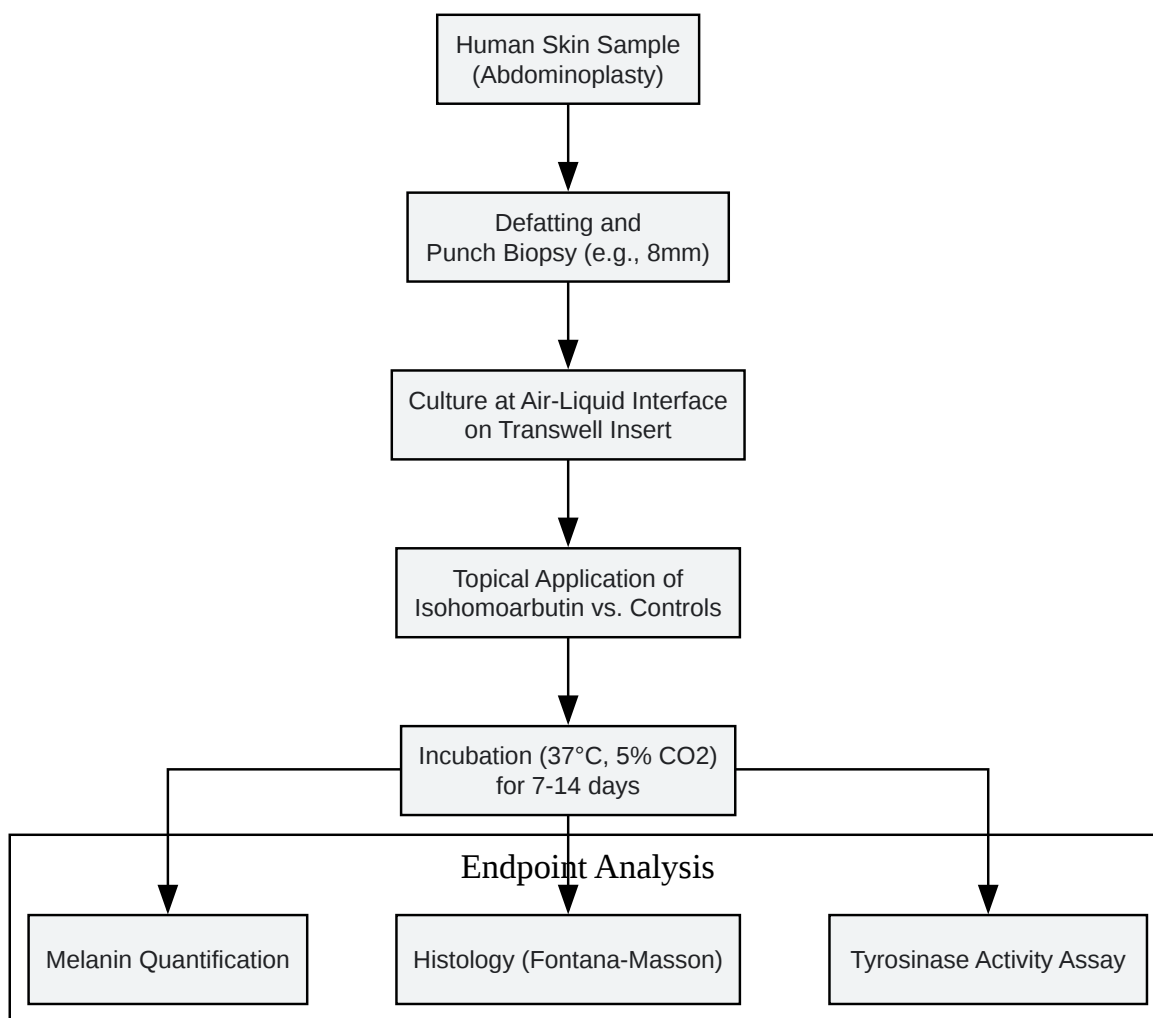 Human Skin Sample
(Abdominoplasty)
Defatting and
Punch Biopsy (e.g., 8mm)
Culture at Air-Liquid Interface
on Transwell Insert
Topical Application of
Isohomoarbutin vs. Controls
Incubation (37°C, 5% CO2)
for 7-14 days
Endpoint Analysis
Melanin Quantification
Histology (Fontana-Masson)
Tyrosinase Activity Assay